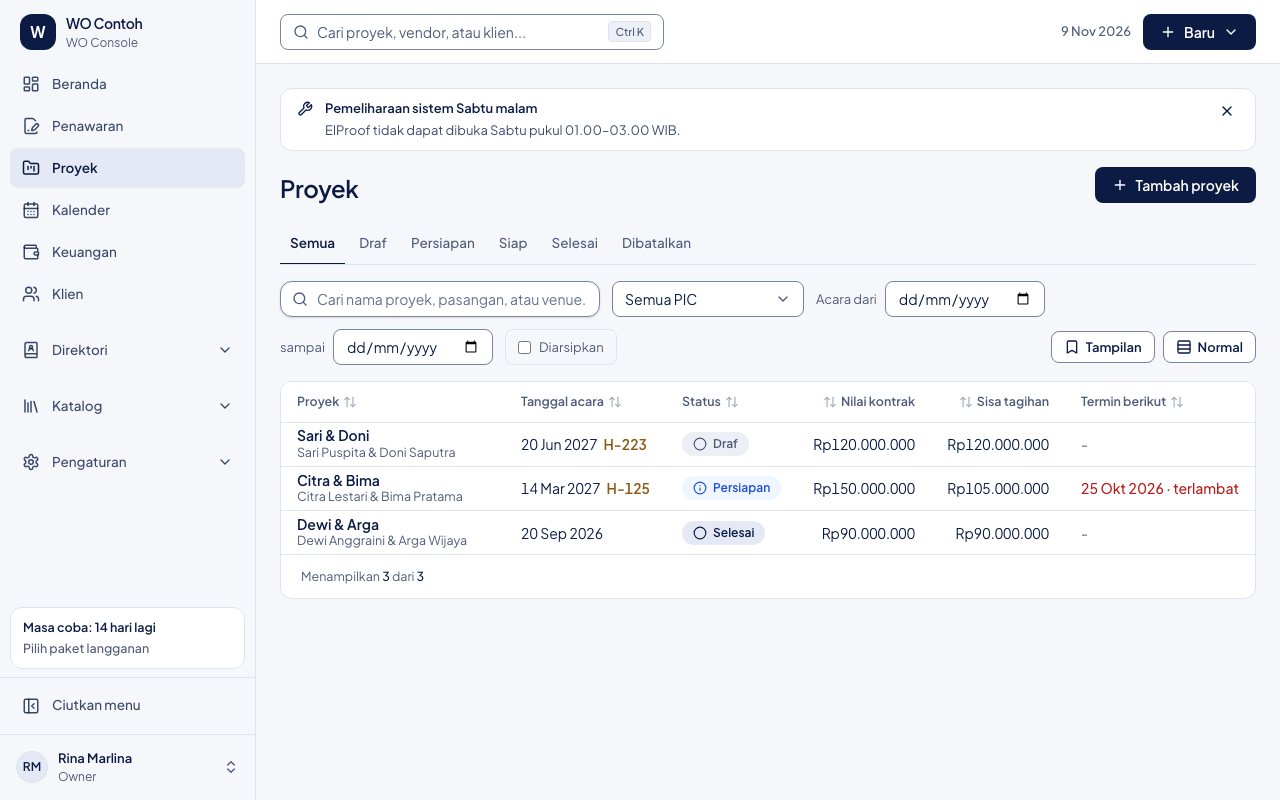 W
WO Contoh
WO Console
Beranda
Penawaran
Proyek
Kalender
Keuangan
Klien
Direktori
Katalog
Pengaturan
Masa coba: 14 hari lagi
Pilih paket langganan
Ciutkan menu
RM
Rina Marlina
Owner
Cari proyek, vendor, atau klien... Ctrl K
9 Nov 2026
Baru
Pemeliharaan sistem Sabtu malam
ElProof tidak dapat dibuka Sabtu pukul 01.00–03.00 WIB.
Proyek
Tambah proyek
Semua Draf Persiapan Siap Selesai Dibatalkan
Cari nama proyek, pasangan, atau venue. Semua PIC Acara dari dd/mm/yyyy
sampai dd/mm/yyyy Diarsipkan Tampilan Normal
Proyek Tanggal acara Status Nilai kontrak Sisa tagihan Termin berikut
Sari & Doni
Sari Puspita & Doni Saputra
20 Jun 2027 H-223 Draf Rp120.000.000 Rp120.000.000 -
Citra & Bima
Citra Lestari & Bima Pratama
14 Mar 2027 H-125 Persiapan Rp150.000.000 Rp105.000.000 25 Okt 2026 · terlambat
Dewi & Arga
Dewi Anggraini & Arga Wijaya
20 Sep 2026 Selesai Rp90.000.000 Rp90.000.000 -
Menampilkan 3 dari 3